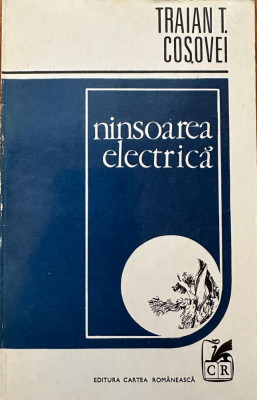 TRAIAN T.
COȘOVEI
ninsoarea
electrică
CR
EDITURA CARTEA ROMÂNEASCĂ